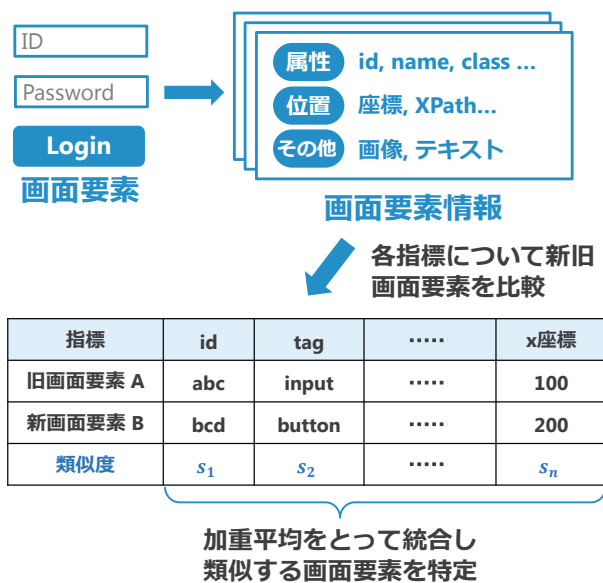 ID
Password
Login
画面要素
属性 id, name, class ...
位置 座標, XPath...
その他 画像, テキスト
画面要素情報
各指標について新旧
画面要素を比較
指標 id tag ····· x座標
旧画面要素 A abc input ····· 100
新画面要素 B bcd button ····· 200
類似度 s₁ s₂ ····· sₙ
加重平均をとって統合し
類似する画面要素を特定